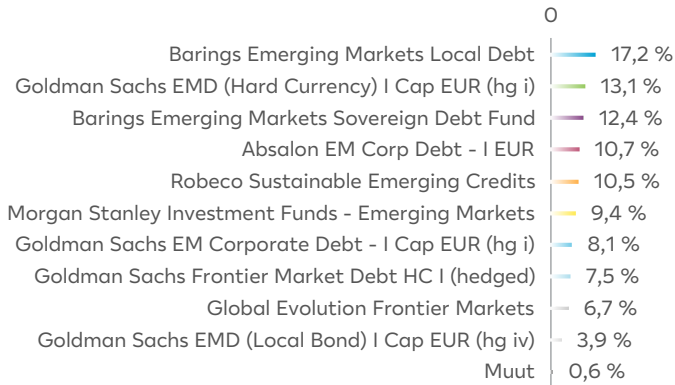 0
Barings Emerging Markets Local Debt 17,2 %
Goldman Sachs EMD (Hard Currency) I Cap EUR (hg i) 13,1 %
Barings Emerging Markets Sovereign Debt Fund 12,4 %
Absalon EM Corp Debt - I EUR 10,7 %
Robeco Sustainable Emerging Credits 10,5 %
Morgan Stanley Investment Funds - Emerging Markets 9,4 %
Goldman Sachs EM Corporate Debt - I Cap EUR (hg i) 8,1 %
Goldman Sachs Frontier Market Debt HC I (hedged) 7,5 %
Global Evolution Frontier Markets 6,7 %
Goldman Sachs EMD (Local Bond) I Cap EUR (hg iv) 3,9 %
Muut 0,6 %